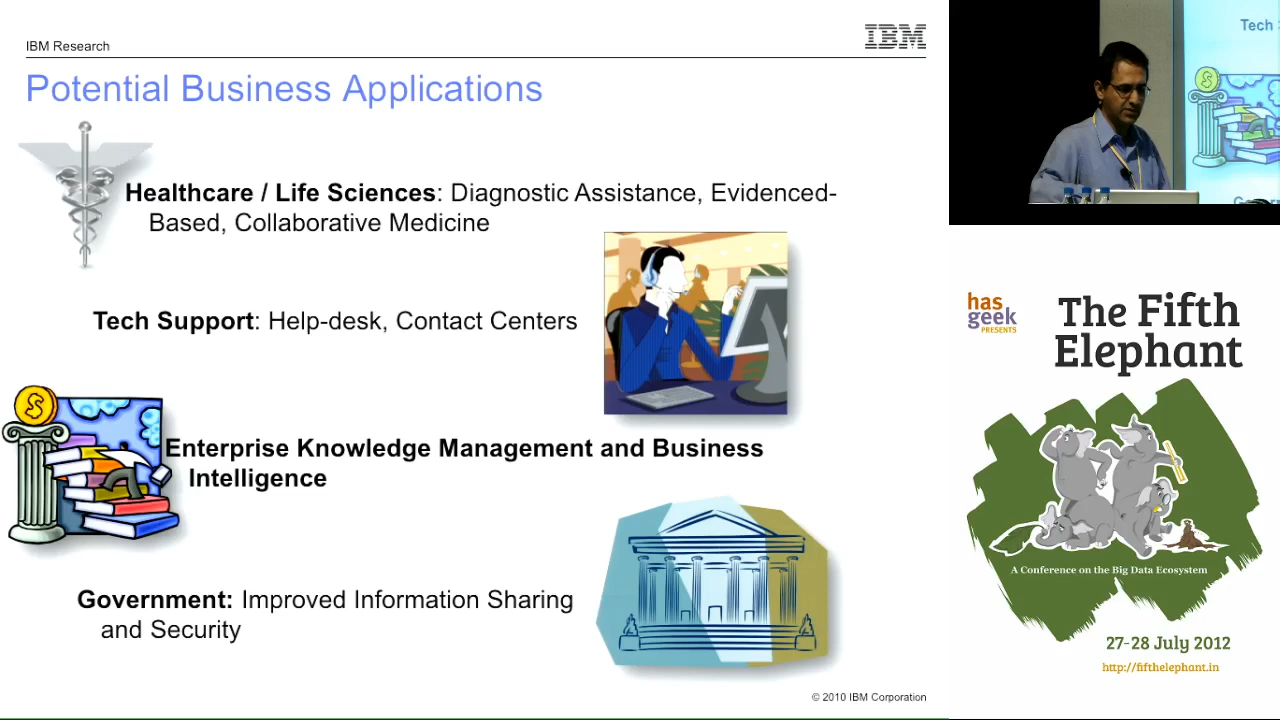 IBM Research
IBM
Potential Business Applications
Healthcare / Life Sciences: Diagnostic Assistance, Evidenced-
Based, Collaborative Medicine
Tech Support: Help-desk, Contact Centers
Enterprise Knowledge Management and Business
Intelligence
Government: Improved Information Sharing
and Security
© 2010 IBM Corporation
Tech
has
geek
PRESENTS
The Fifth
Elephant
A Conference on the Big Data Ecosystem
27-28 July 2012
http://fifthelephant.in